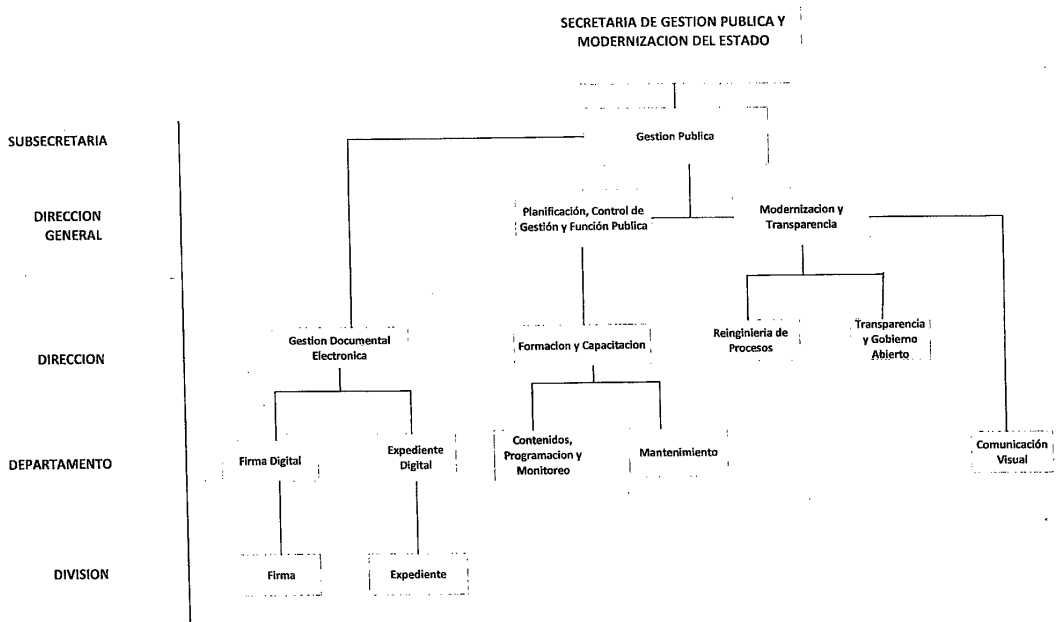 SECRETARIA DE GESTION PUBLICA Y
MODERNIZACION DEL ESTADO
SUBSECRETARIA
Gestion Publica
DIRECCION
GENERAL
Planificación, Control de
Gestión y Función Publica
Modernizacion y
Transparencia
DIRECCION
Gestion Documental
Electronica
Formacion y Capacitacion
Reinginieria de
Procesos
Transparencia
y Gobierno
Abierto
DEPARTAMENTO
Firma Digital
Expediente
Digital
Contenidos,
Programacion y
Monitoreo
Mantenimiento
Comunicación
Visual
DIVISION
Firma
Expediente